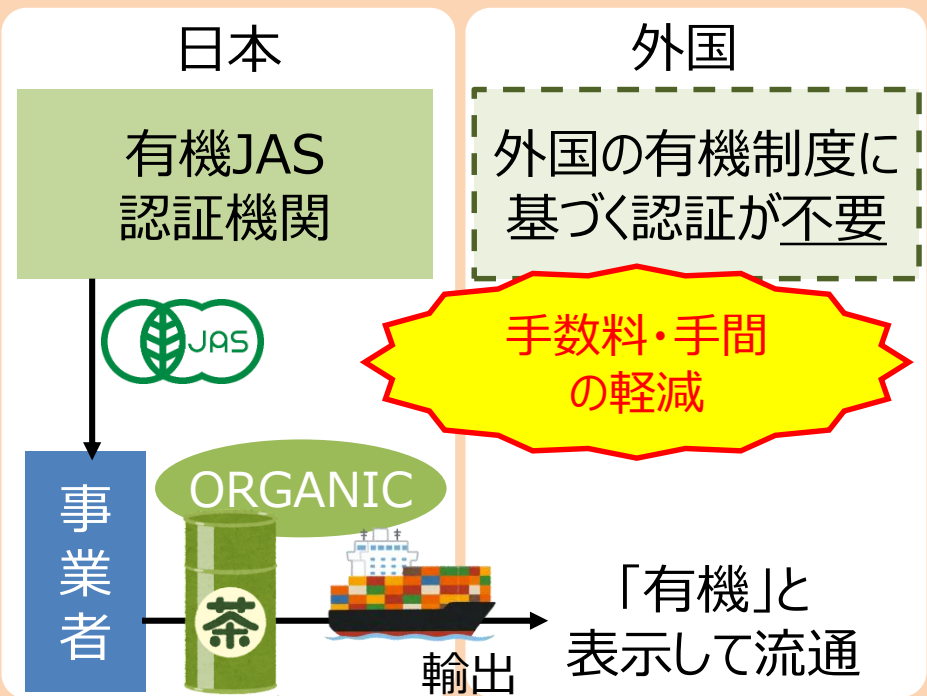 日本
有機JAS
認証機関
JAS
事業者
ORGANIC
茶
輸出
外国
外国の有機制度に
基づく認証が不要
手数料・手間
の軽減
「有機」と
表示して流通